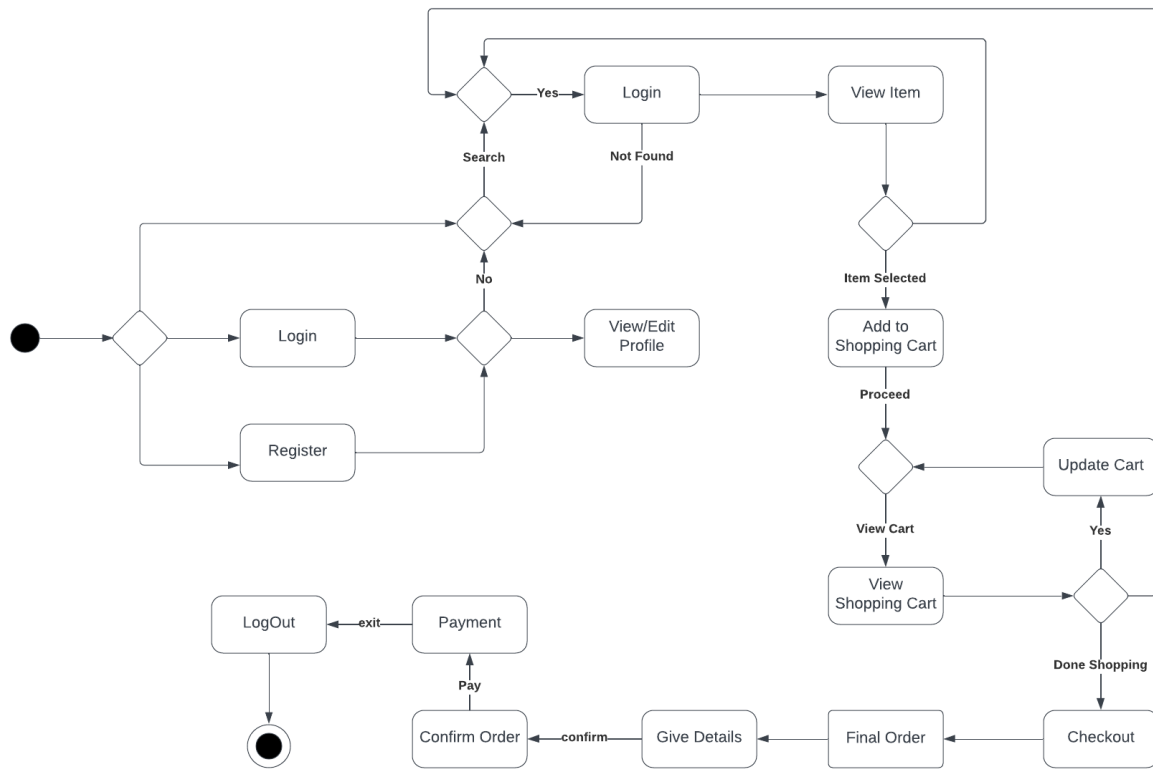 Yes
Login
View Item
Search
Not Found
Item Selected
No
Login
View/Edit
Profile
Add to
Shopping Cart
Proceed
Register
Update Cart
View Cart
Yes
View
Shopping Cart
LogOut
exit
Payment
Done Shopping
Pay
Confirm Order
confirm
Give Details
Final Order
Checkout